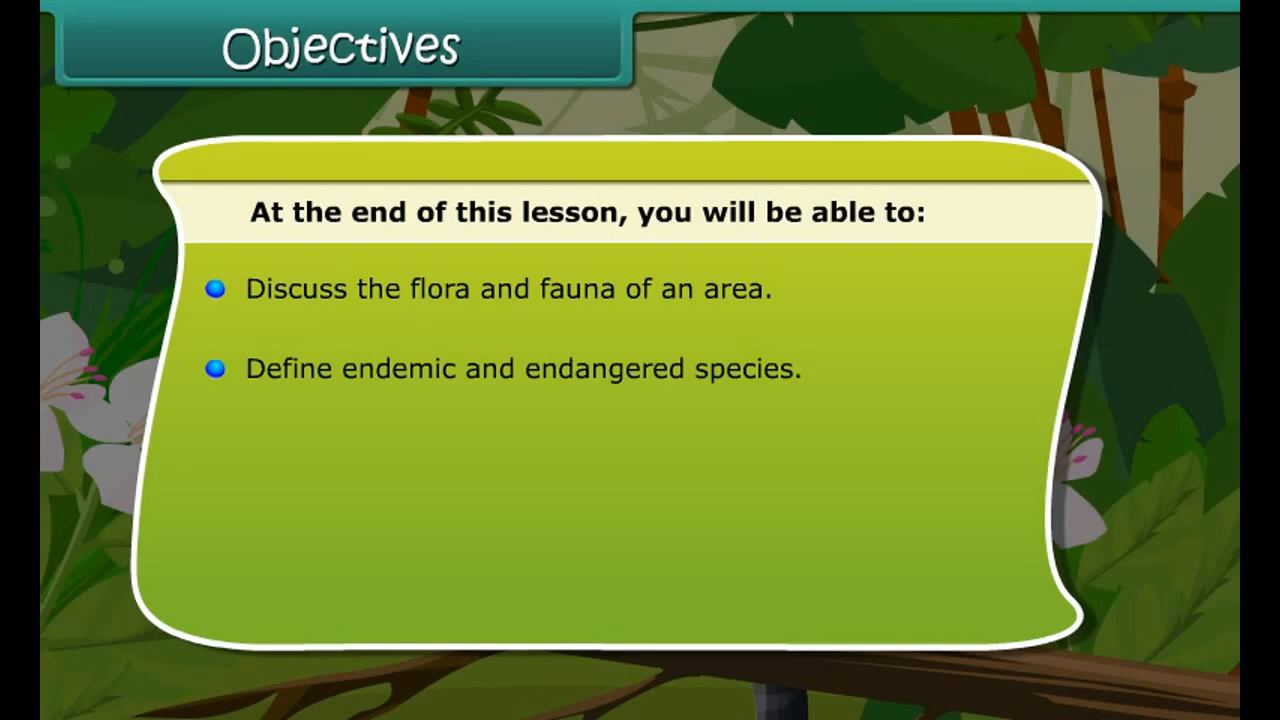 Objectives
At the end of this lesson, you will be able to:
Discuss the flora and fauna of an area.
Define endemic and endangered species.